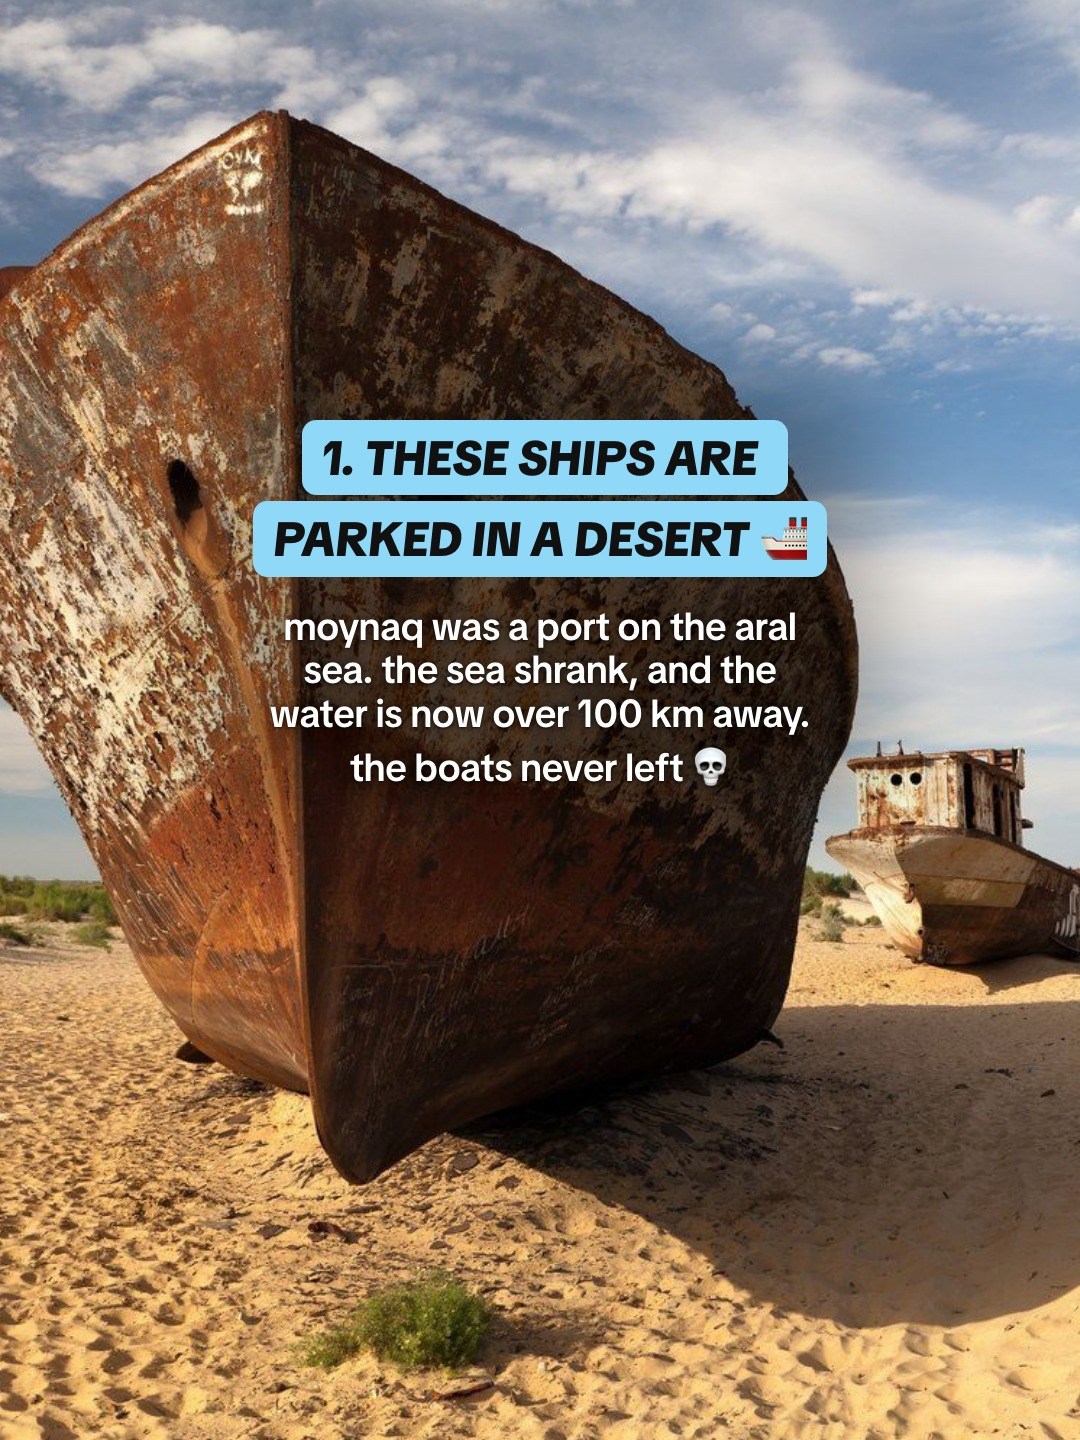 1. THESE SHIPS ARE
PARKED IN A DESERT 🚢
moynaq was a port on the aral
sea. the sea shrank, and the
water is now over 100 km away.
the boats never left 💀